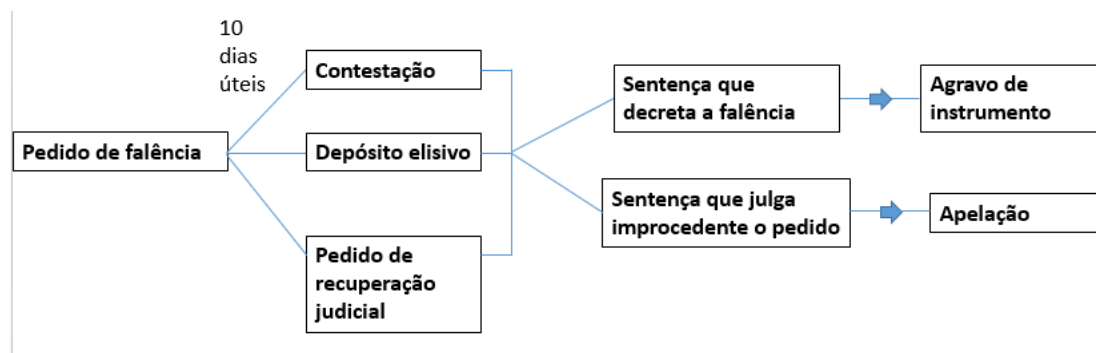 10
dias
úteis
Pedido de falência
Contestação
Depósito elisivo
Pedido de
recuperação
judicial
Sentença que
decreta a falência
Agravo de
instrumento
Sentença que julga
improcedente o pedido
Apelação